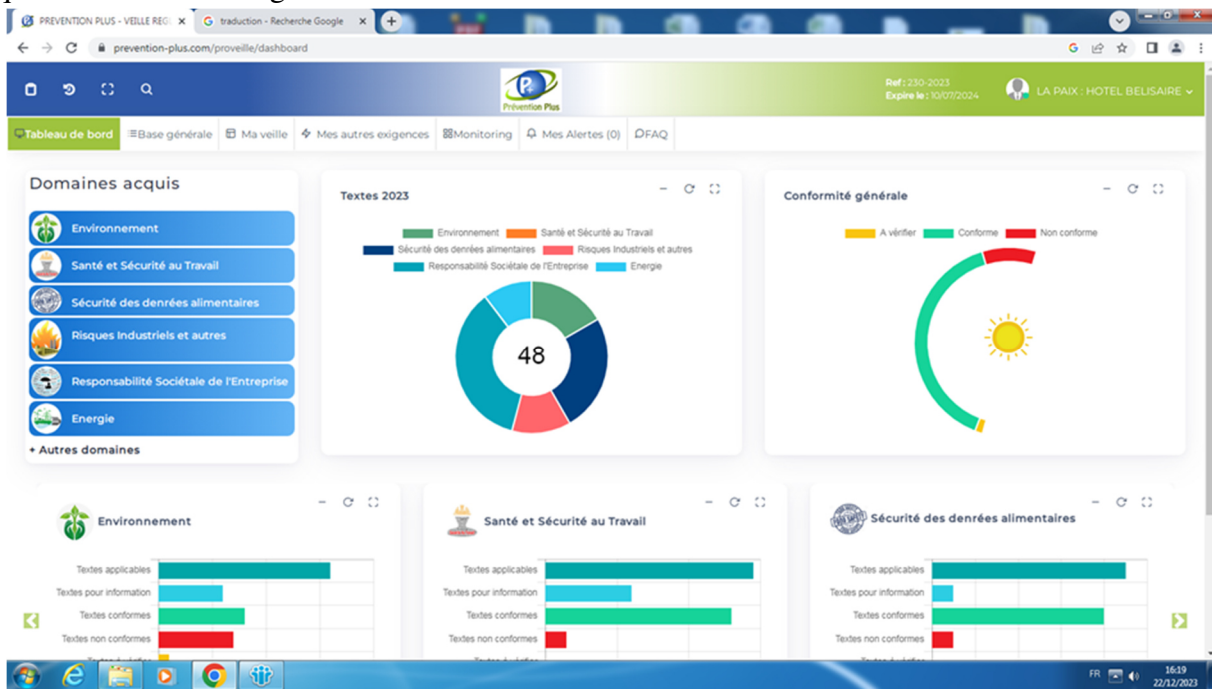 PREVENTION PLUS - VEILLE REG
traduction - Recherche Google
prevention-plus.com/proveille/dashboard
Prévention Plus
Ref : 230-2023
Expire le : 10/07/2024
LA PAIX : HOTEL BELISAIRE
Tableau de bord
Base générale
Ma veille
Mes autres exigences
Monitoring
Mes Alertes (0)
FAQ
Domaines acquis
Environnement
Santé et Sécurité au Travail
Sécurité des denrées alimentaires
Risques Industriels et autres
Responsabilité Sociétale de l'Entreprise
Energie
+ Autres domaines
Textes 2023
Environnement Santé et Sécurité au Travail
Sécurité des denrées alimentaires Risques Industriels et autres
Responsabilité Sociétale de l'Entreprise Energie
48
Conformité générale
A vérifier Conforme Non conforme
Environnement
Textes applicables
Textes pour information
Textes conformes
Textes non conformes
Santé et Sécurité au Travail
Textes applicables
Textes pour information
Textes conformes
Textes non conformes
Sécurité des denrées alimentaires
Textes applicables
Textes pour information
Textes conformes
Textes non conformes
FR
16:19
22/12/2023